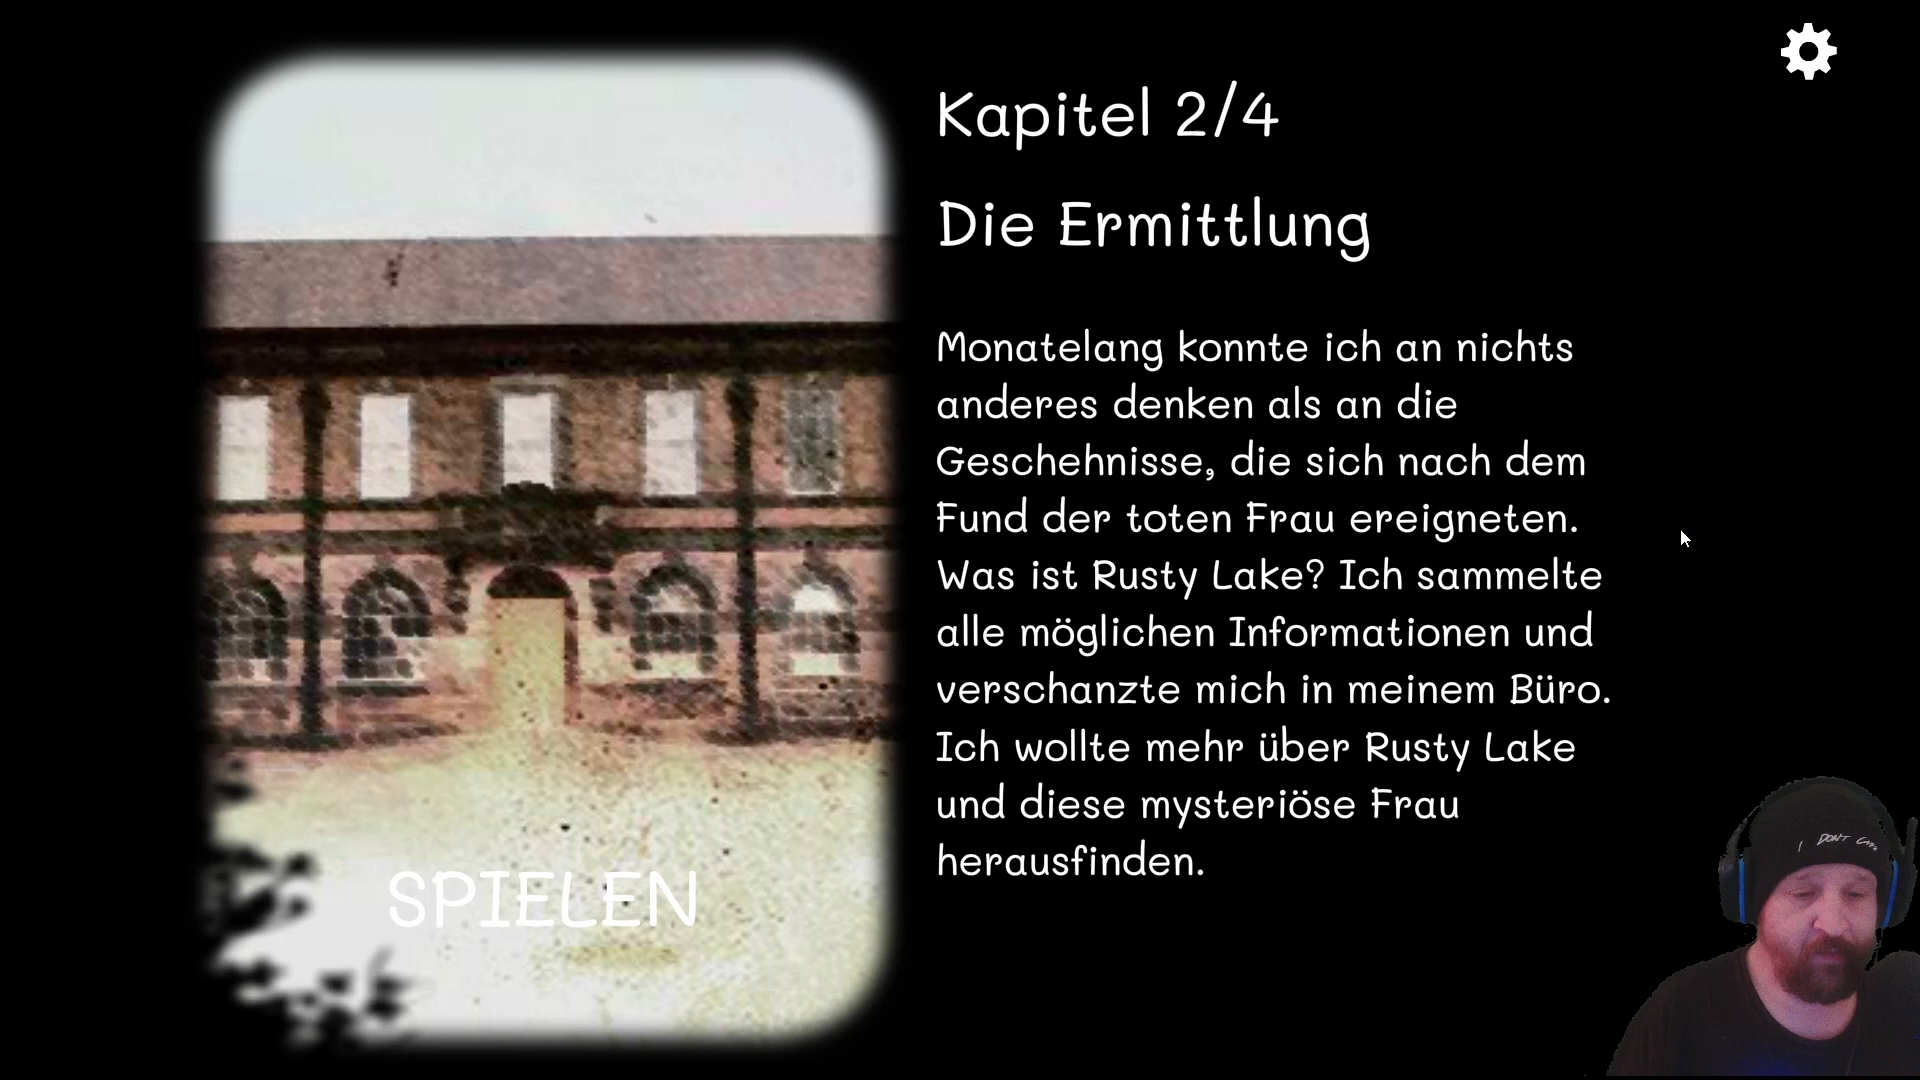 Kapitel 2/4
Die Ermittlung
Monatelang konnte ich an nichts
anderes denken als an die
Geschehnisse, die sich nach dem
Fund der toten Frau ereigneten.
Was ist Rusty Lake? Ich sammelte
alle möglichen Informationen und
verschanzte mich in meinem Büro.
Ich wollte mehr über Rusty Lake
und diese mysteriöse Frau
herausfinden.
SPIELEN
I DON'T CARE